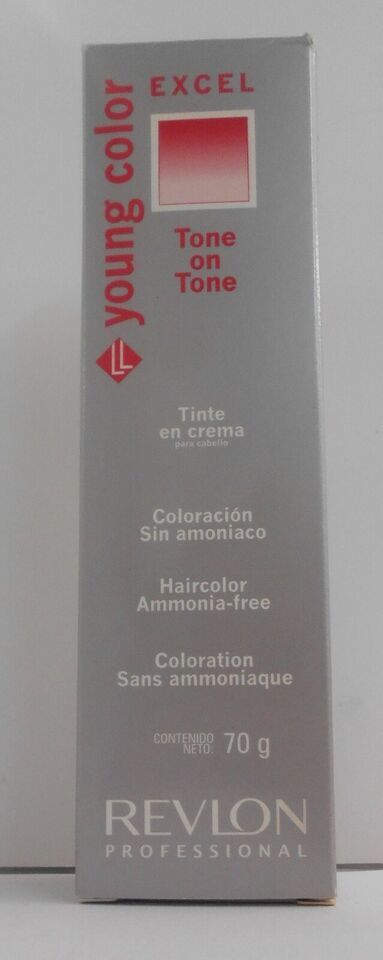 young color
EXCEL
Tone
on
Tone
LL
Tinte
en crema
para cabello
Coloración
Sin amoniaco
Haircolor
Ammonia-free
Coloration
Sans ammoniaque
CONTENIDO
NETO: 70 g
REVLON
PROFESSIONAL